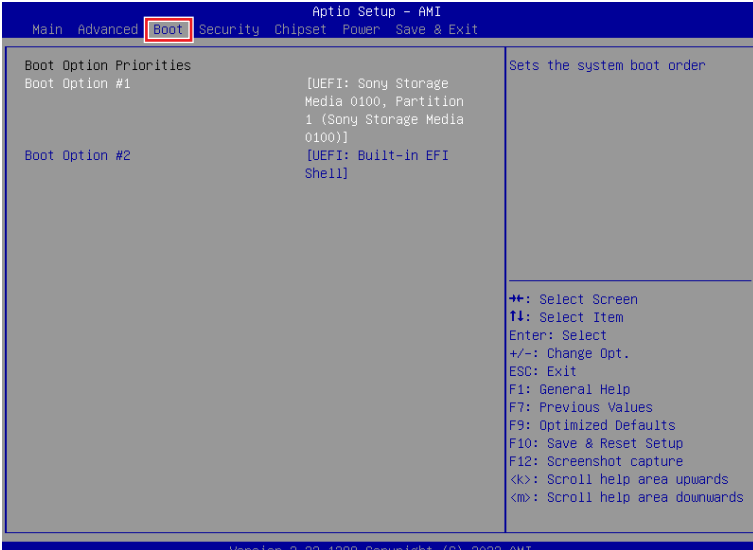 Aptio Setup – AMI
Main Advanced Boot Security Chipset Power Save & Exit
Boot Option Priorities
Boot Option #1 [UEFI: Sony Storage
Media 0100, Partition
1 (Sony Storage Media
0100)]
Boot Option #2 [UEFI: Built-in EFI
Shell]
Sets the system boot order
→←: Select Screen
↑↓: Select Item
Enter: Select
+/-: Change Opt.
ESC: Exit
F1: General Help
F7: Previous Values
F9: Optimized Defaults
F10: Save & Reset Setup
F12: Screenshot capture
<k>: Scroll help area upwards
<m>: Scroll help area downwards
Copyright (C) 2022 AMI